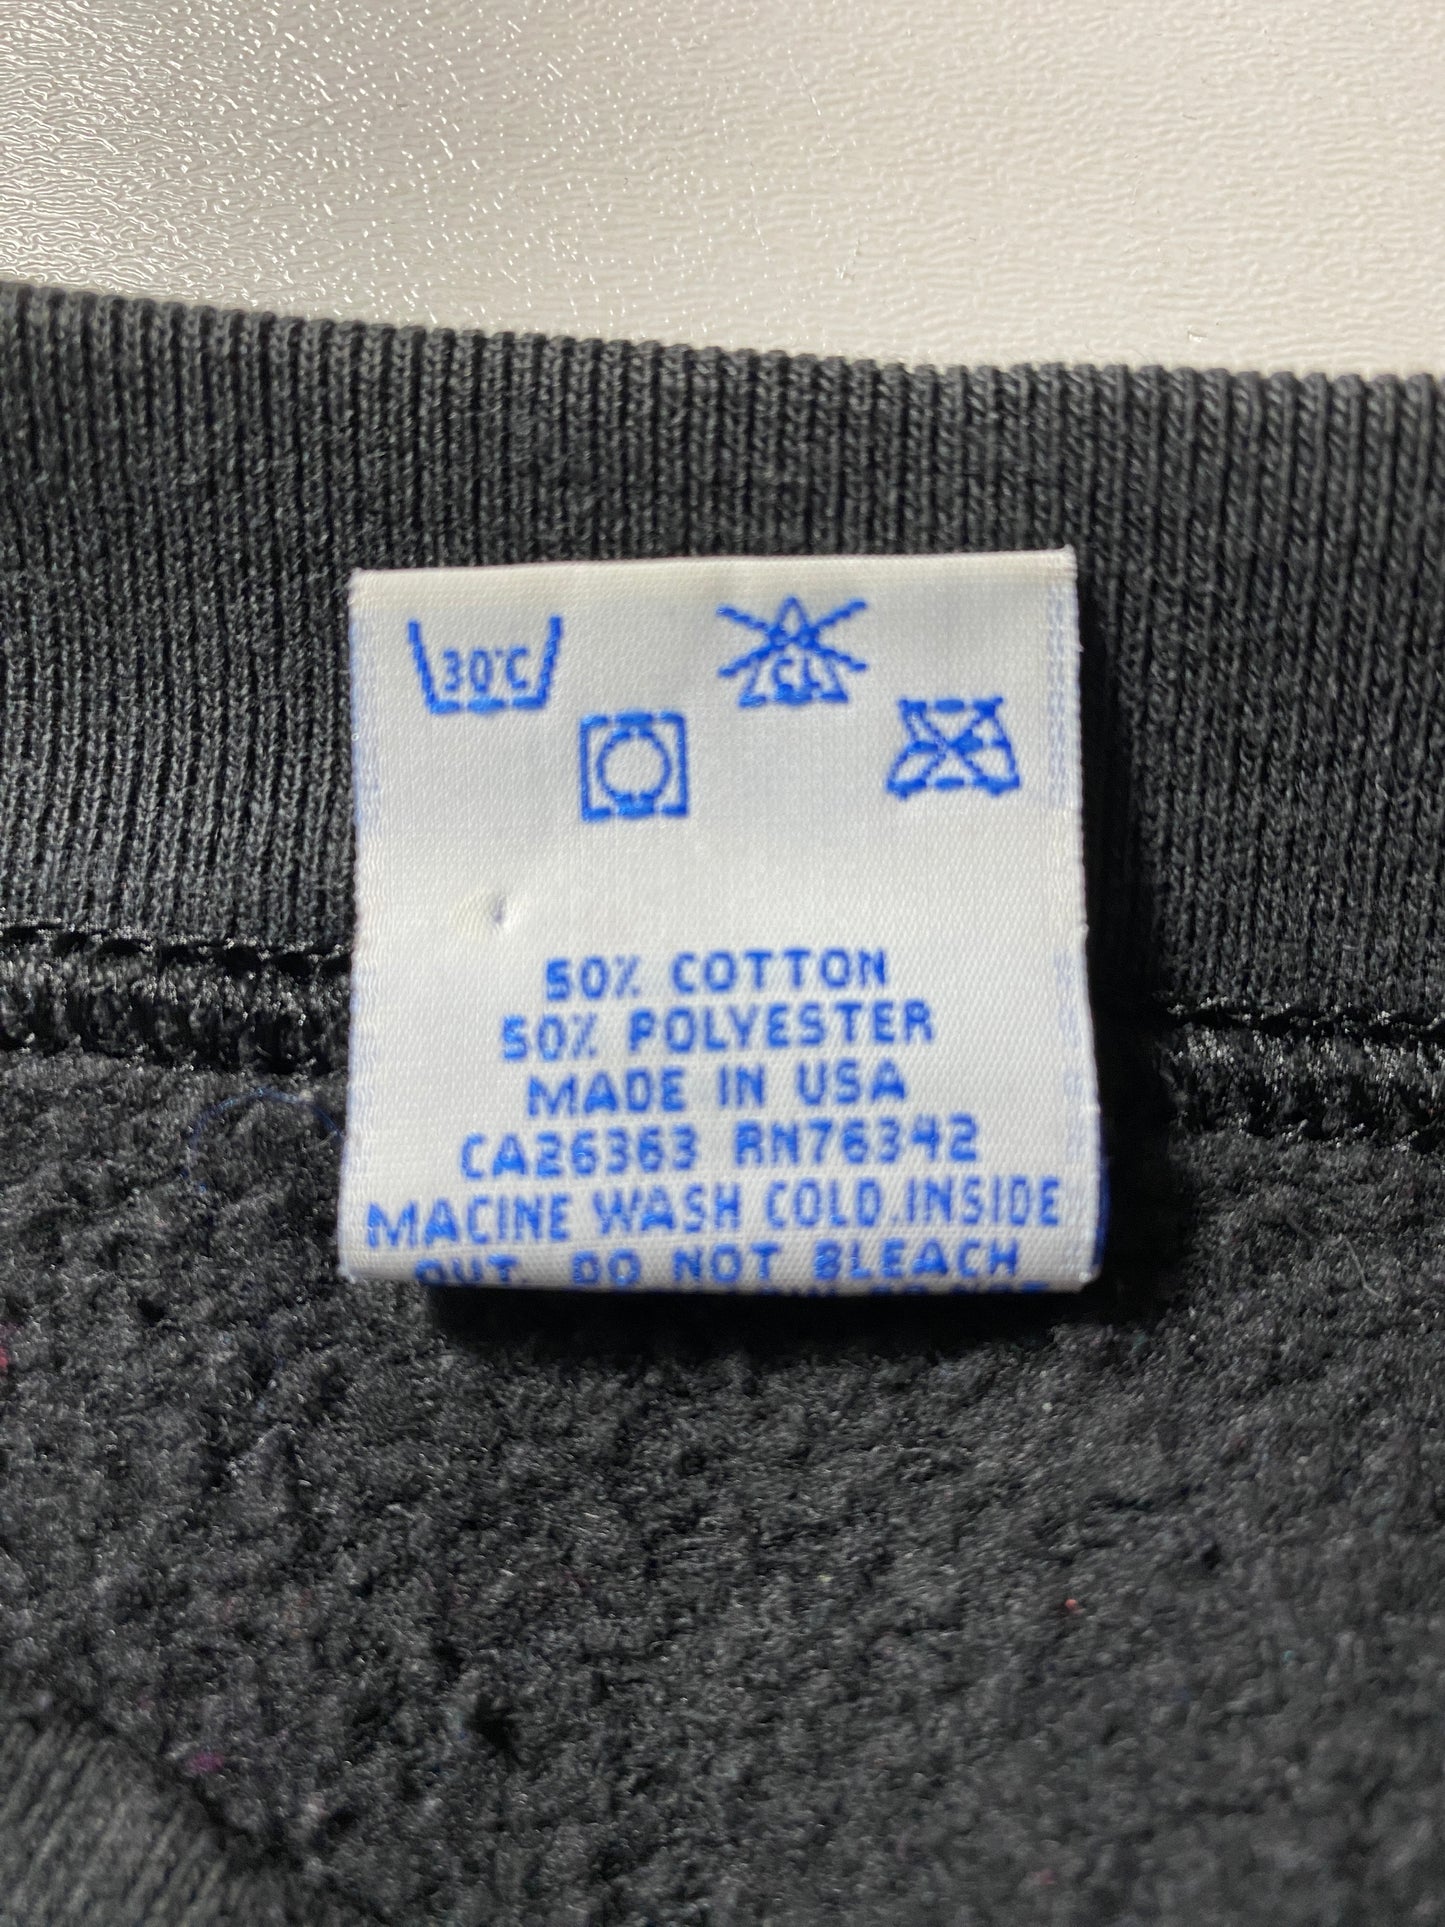 30°C
CL
50% COTTON
50% POLYESTER
MADE IN USA
CA26363 RN76342
MACINE WASH COLD.INSIDE
OUT. DO NOT BLEACH